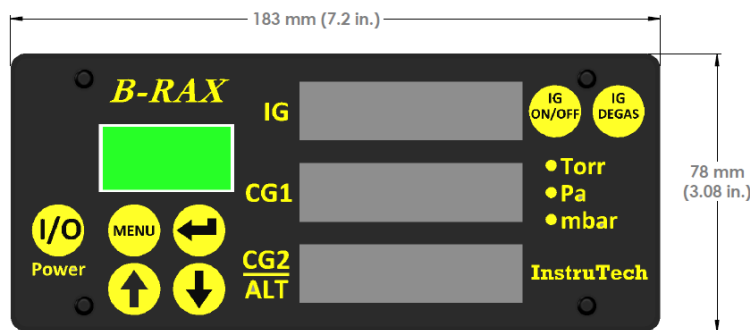 183 mm (7.2 in.)
B-RAX
IG
IG
ON/OFF
IG
DEGAS
CG1
Torr
Pa
mbar
78 mm
(3.08 in.)
I/O
MENU
Power
CG2
ALT
InstruTech